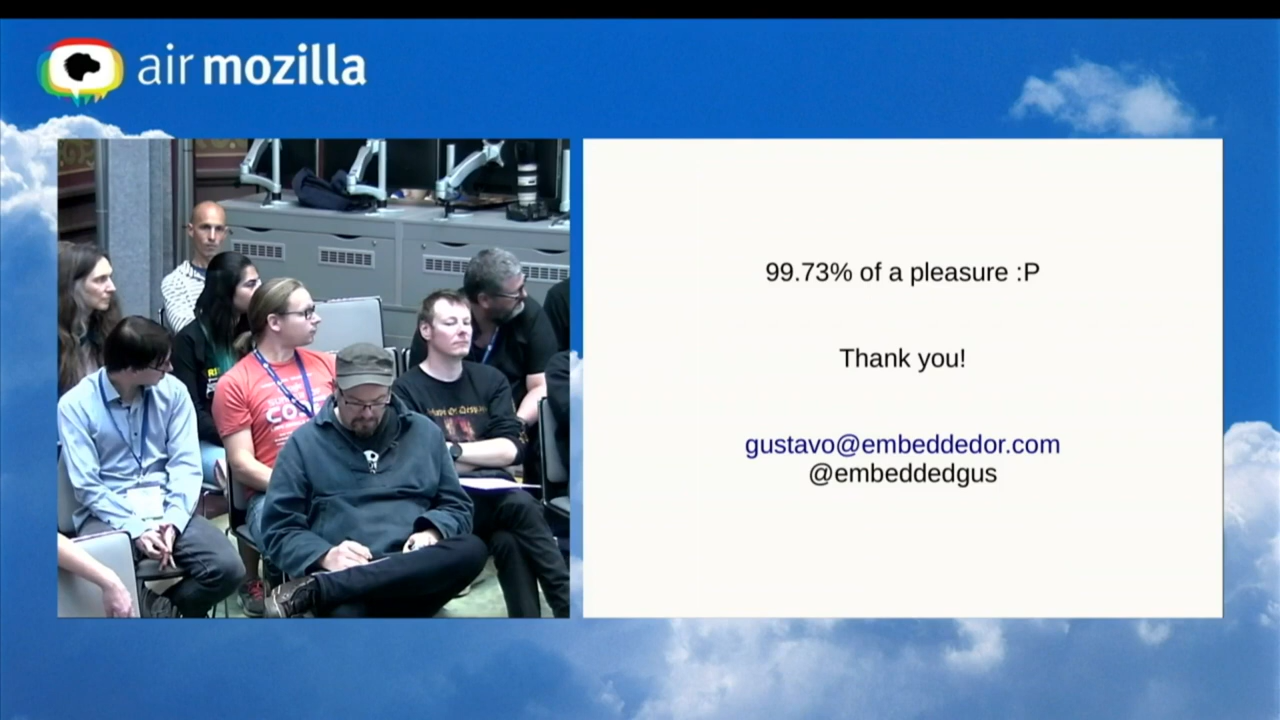 air mozilla
99.73% of a pleasure :P
Thank you!
gustavo@embeddedor.com
@embeddedgus